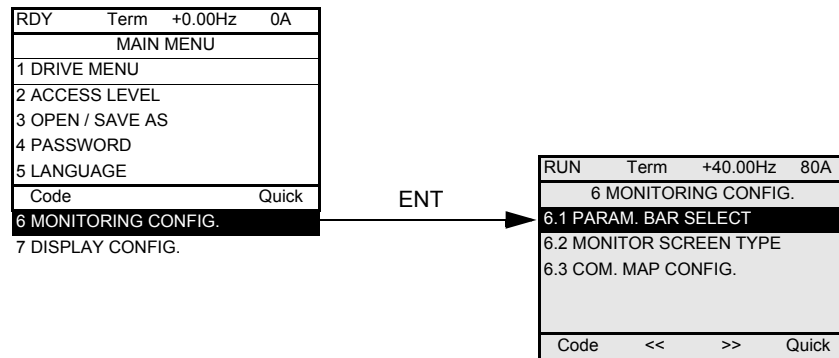 RDY Term +0.00Hz 0A
MAIN MENU
1 DRIVE MENU
2 ACCESS LEVEL
3 OPEN / SAVE AS
4 PASSWORD
5 LANGUAGE
Code Quick
6 MONITORING CONFIG.
7 DISPLAY CONFIG.
ENT
RUN Term +40.00Hz 80A
6 MONITORING CONFIG.
6.1 PARAM. BAR SELECT
6.2 MONITOR SCREEN TYPE
6.3 COM. MAP CONFIG.
Code << >> Quick